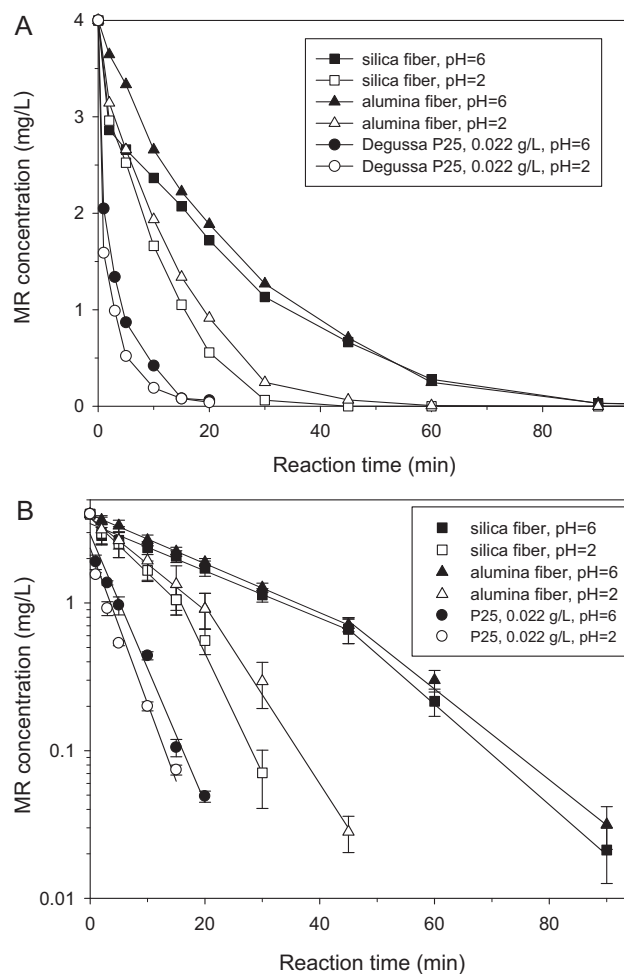 A
4
3
2
1
0
MR concentration (mg/L)
silica fiber, pH=6
silica fiber, pH=2
alumina fiber, pH=6
alumina fiber, pH=2
Degussa P25, 0.022 g/L, pH=6
Degussa P25, 0.022 g/L, pH=2
0 20 40 60 80
Reaction time (min)
B
1
0.1
0.01
MR concentration (mg/L)
silica fiber, pH=6
silica fiber, pH=2
alumina fiber, pH=6
alumina fiber, pH=2
P25, 0.022 g/L, pH=6
P25, 0.022 g/L, pH=2
0 20 40 60 80
Reaction time (min)